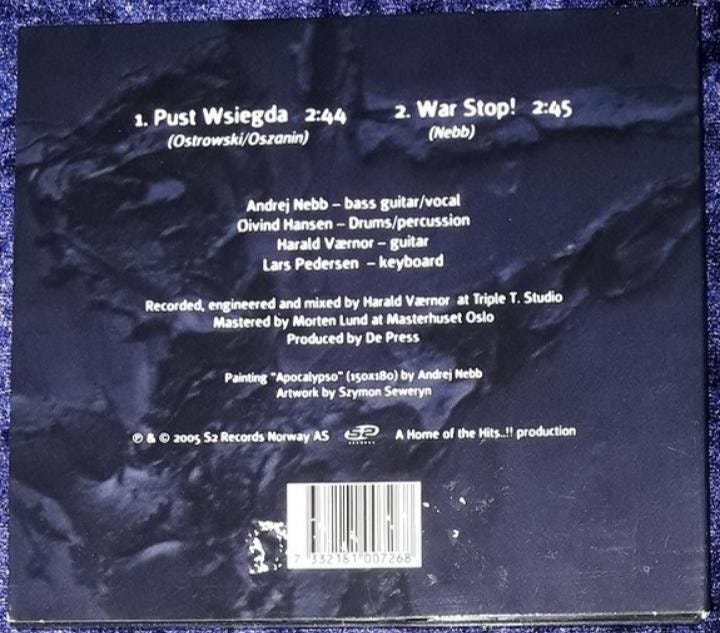 1. Pust Wsiegda 2:44
(Ostrowski/Oszanin)
2. War Stop! 2:45
(Nebb)
Andrej Nebb – bass guitar/vocal
Oivind Hansen – Drums/percussion
Harald Værnor – guitar
Lars Pedersen – keyboard
Recorded, engineered and mixed by Harald Værnor at Triple T. Studio
Mastered by Morten Lund at Masterhuset Oslo
Produced by De Press
Painting "Apocalypso" (150x180) by Andrej Nebb
Artwork by Szymon Seweryn
℗ & © 2005 S2 Records Norway AS S2 RECORDS A Home of the Hits..!! production
7 332181 007268